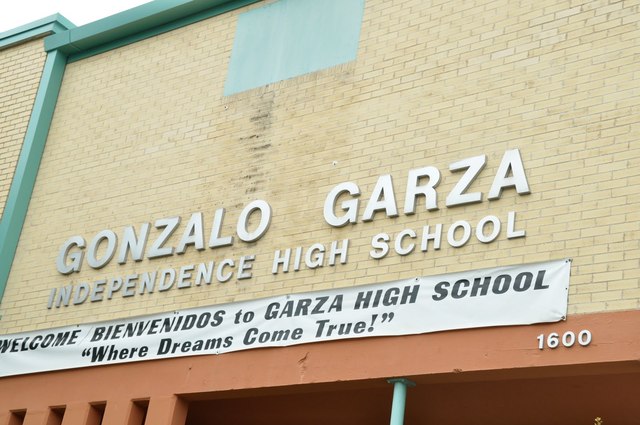 GONZALO GARZA
INDEPENDENCE HIGH SCHOOL
WELCOME/BIENVENIDOS to GARZA HIGH SCHOOL
"Where Dreams Come True!"
1600